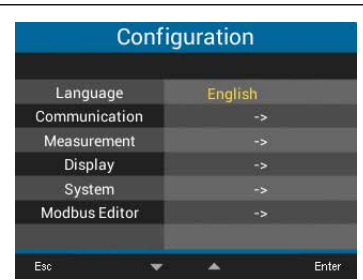 Configuration
Language English
Communication ->
Measurement ->
Display ->
System ->
Modbus Editor ->
Esc Enter